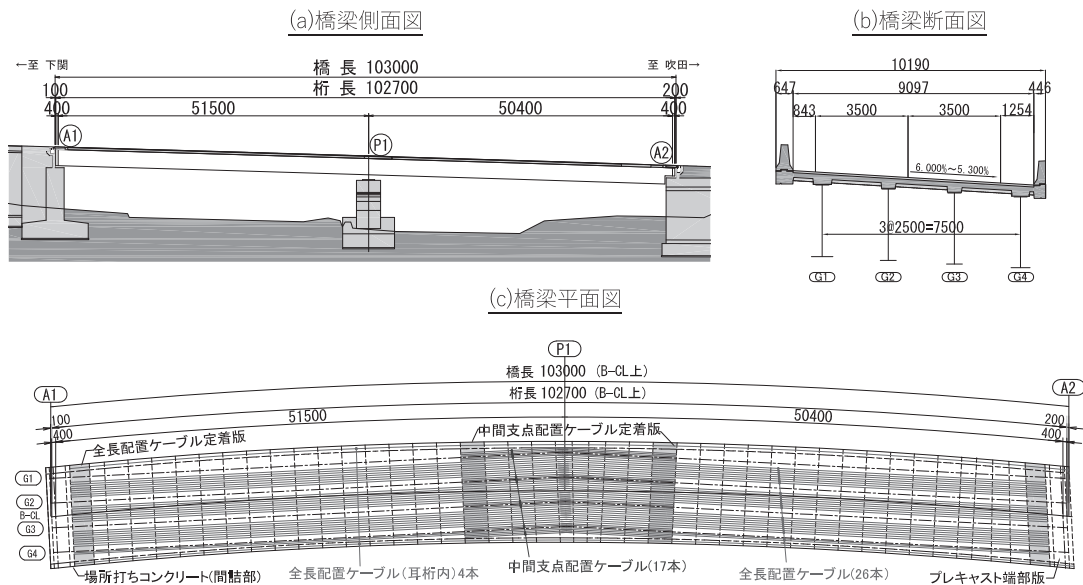 (a)橋梁側面図
←至 下関
至 吹田→
橋 長 103000
桁 長 102700
100
200
400
51500
50400
400
A1
P1
A2
(b)橋梁断面図
10190
647
9097
446
843
3500
3500
1254
6.000%~5.300%
3@2500=7500
G1
G2
G3
G4
(c)橋梁平面図
P1
A1
橋長 103000 (B-CL上)
A2
桁長 102700 (B-CL上)
100
51500
50400
200
400
400
全長配置ケーブル定着版
中間支点配置ケーブル定着版
G1
G2
B-CL
G3
G4
場所打ちコンクリート(間詰部)
全長配置ケーブル(耳桁内)4本
中間支点配置ケーブル(17本)
全長配置ケーブル(26本)
プレキャスト端部版